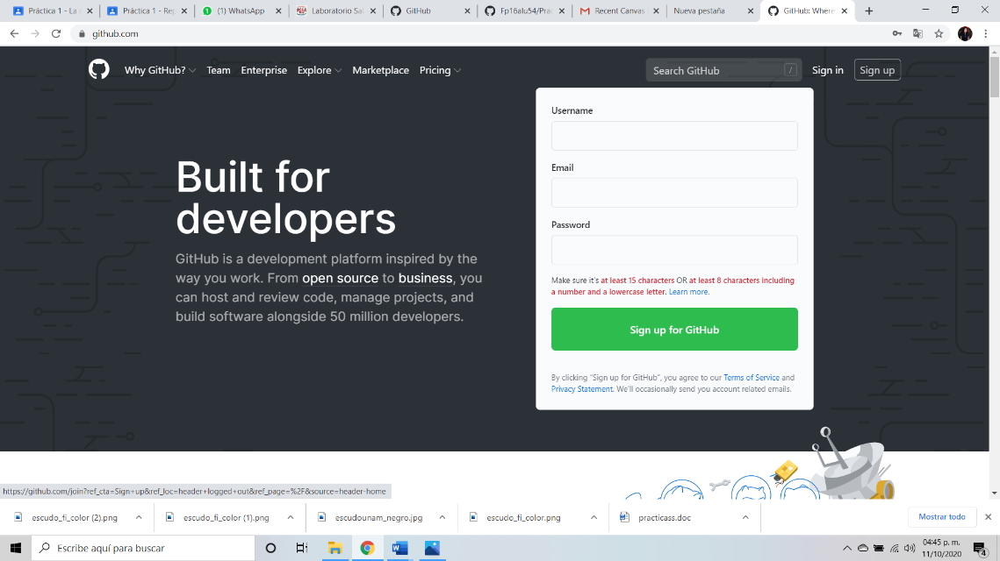 Práctica 1 - La
Práctica 1 - Rep
(1) WhatsApp
Laboratorio Sal
GitHub
Fp16alu54/Prac
Recent Canvas
Nueva pestaña
GitHub: Where
github.com
Why GitHub? Team Enterprise Explore Marketplace Pricing
Search GitHub /
Sign in
Sign up
Built for
developers
GitHub is a development platform inspired by the
way you work. From open source to business, you
can host and review code, manage projects, and
build software alongside 50 million developers.
Username
Email
Password
Make sure it's at least 15 characters OR at least 8 characters including
a number and a lowercase letter. Learn more.
Sign up for GitHub
By clicking “Sign up for GitHub”, you agree to our Terms of Service and
Privacy Statement. We’ll occasionally send you account related emails.
https://github.com/join?ref_cta=Sign+up&ref_loc=header+logged+out&ref_page=%2F&source=header-home
escudo_fi_color (2).png
escudo_fi_color (1).png
escudounam_negro.jpg
escudo_fi_color.png
practicass.doc
Mostrar todo
Escribe aquí para buscar
04:45 p. m.
11/10/2020
4